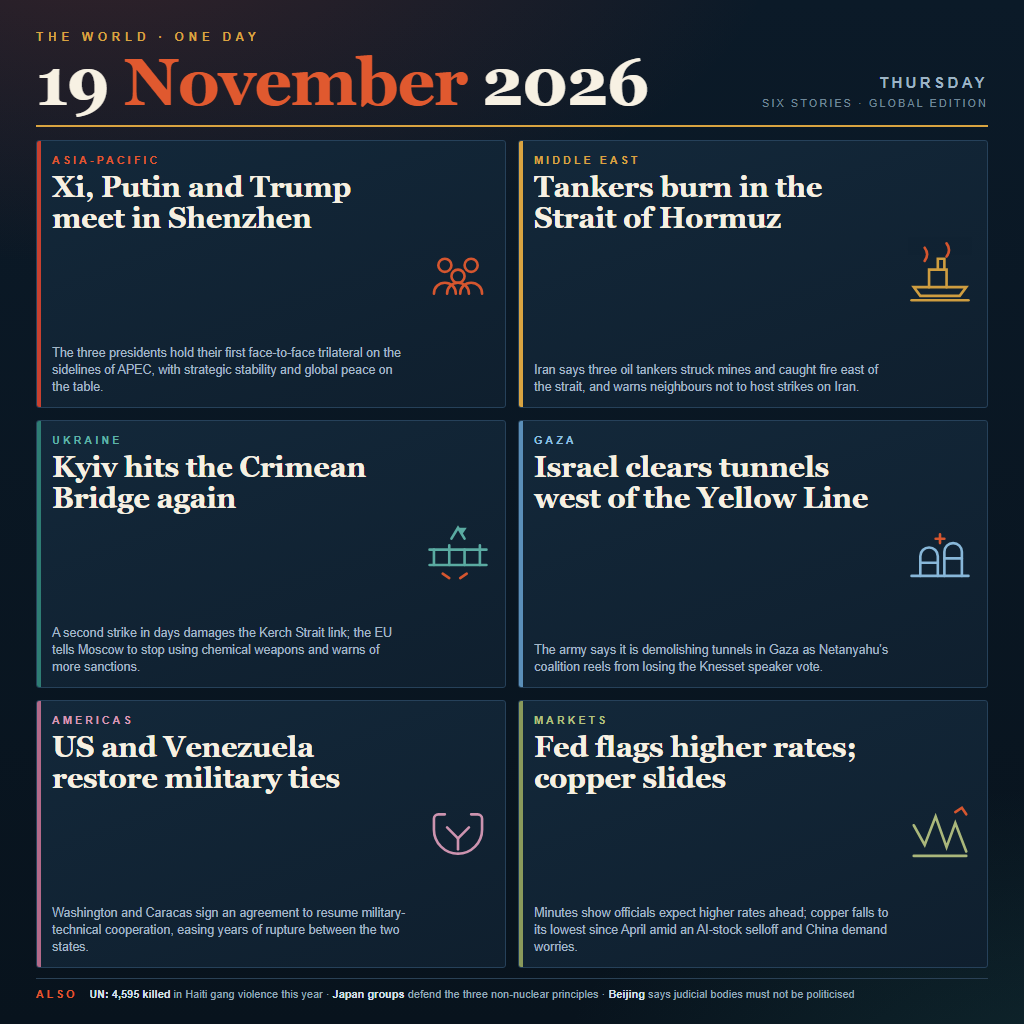 THE WORLD · ONE DAY
19 November 2026
THURSDAY
SIX STORIES · GLOBAL EDITION
ASIA-PACIFIC
Xi, Putin and Trump
meet in Shenzhen
The three presidents hold their first face-to-face trilateral on the
sidelines of APEC, with strategic stability and global peace on
the table.
MIDDLE EAST
Tankers burn in the
Strait of Hormuz
Iran says three oil tankers struck mines and caught fire east of
the strait, and warns neighbours not to host strikes on Iran.
UKRAINE
Kyiv hits the Crimean
Bridge again
A second strike in days damages the Kerch Strait link; the EU
tells Moscow to stop using chemical weapons and warns of
more sanctions.
GAZA
Israel clears tunnels
west of the Yellow Line
The army says it is demolishing tunnels in Gaza as Netanyahu's
coalition reels from losing the Knesset speaker vote.
AMERICAS
US and Venezuela
restore military ties
Washington and Caracas sign an agreement to resume military-
technical cooperation, easing years of rupture between the two
states.
MARKETS
Fed flags higher rates;
copper slides
Minutes show officials expect higher rates ahead; copper falls to
its lowest since April amid an AI-stock selloff and China demand
worries.
ALSO UN: 4,595 killed in Haiti gang violence this year · Japan groups defend the three non-nuclear principles · Beijing says judicial bodies must not be politicised